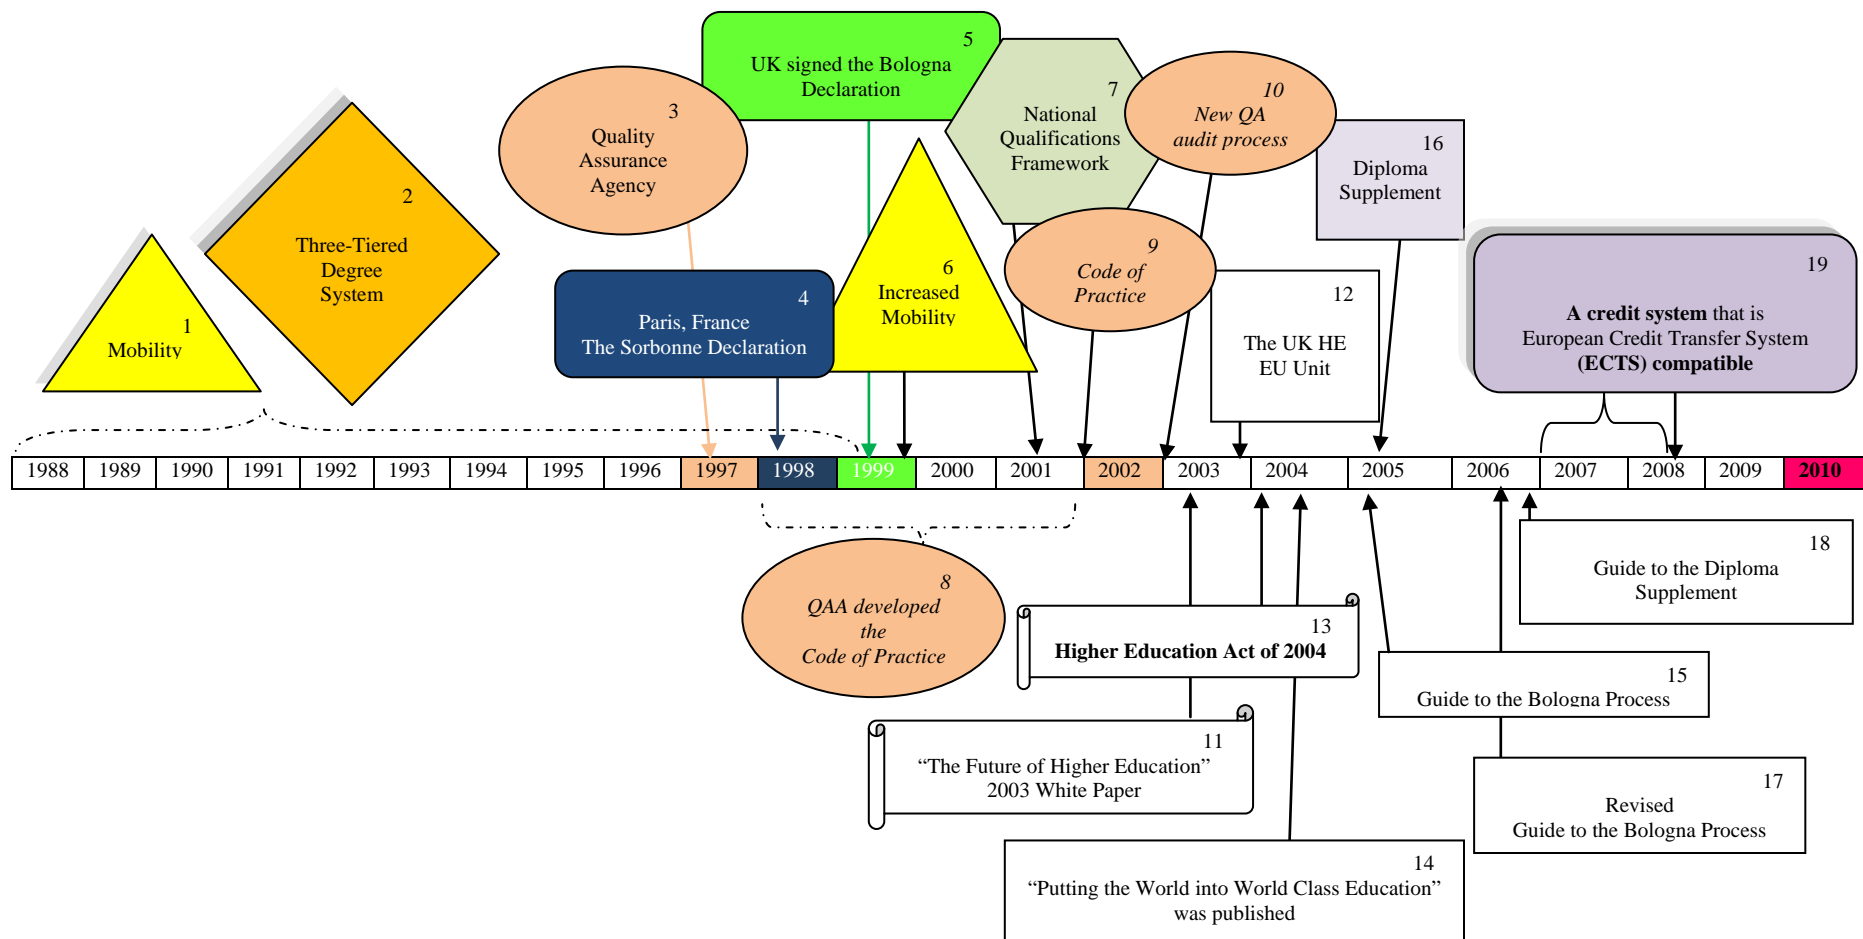 1
Mobility
2
Three-Tiered
Degree
System
3
Quality
Assurance
Agency
4
Paris, France
The Sorbonne Declaration
5
UK signed the Bologna
Declaration
6
Increased
Mobility
7
National
Qualifications
Framework
10
New QA
audit process
9
Code of
Practice
12
The UK HE
EU Unit
16
Diploma
Supplement
19
A credit system that is
European Credit Transfer System
(ECTS) compatible
1988 1989 1990 1991 1992 1993 1994 1995 1996 1997 1998 1999 2000 2001 2002 2003 2004 2005 2006 2007 2008 2009 2010
8
QAA developed
the
Code of Practice
13
Higher Education Act of 2004
11
“The Future of Higher Education”
2003 White Paper
14
“Putting the World into World Class Education”
was published
15
Guide to the Bologna Process
17
Revised
Guide to the Bologna Process
18
Guide to the Diploma
Supplement